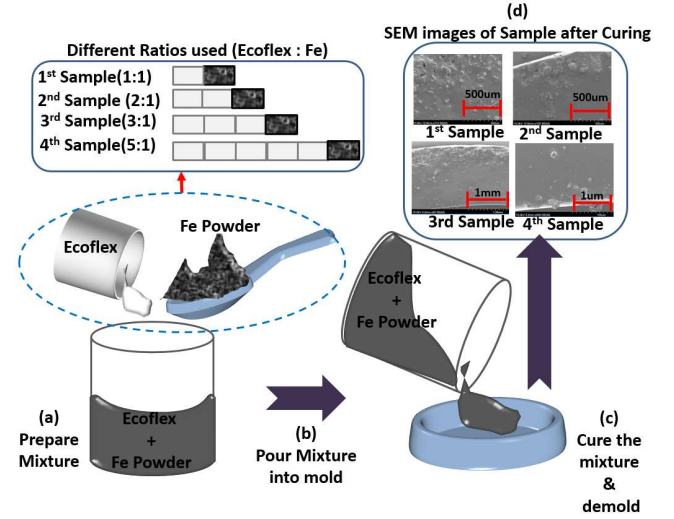 (d)
SEM images of Sample after Curing
Different Ratios used (Ecoflex : Fe)
1st Sample(1:1)
2nd Sample (2:1)
3rd Sample(3:1)
4th Sample(5:1)
500um
500um
1st Sample
2nd Sample
1mm
1um
3rd Sample
4th Sample
Ecoflex
Fe Powder
Ecoflex
+
Fe Powder
(a)
Prepare
Mixture
Ecoflex
+
Fe Powder
(b)
Pour Mixture
into mold
(c)
Cure the
mixture
&
demold